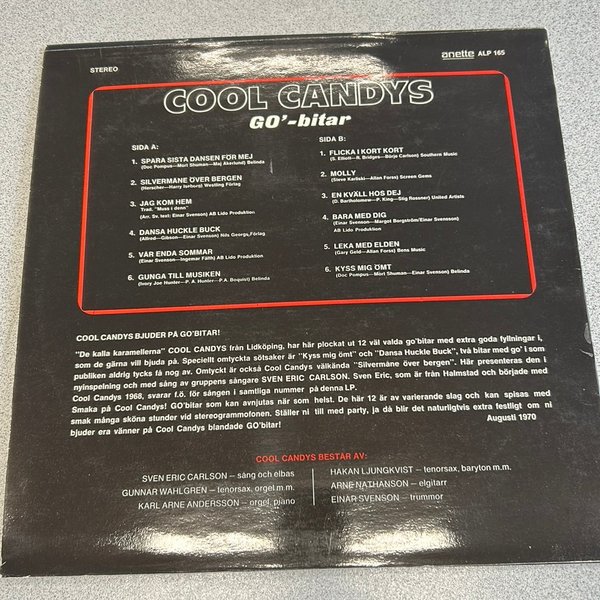 anette ALP 165
STEREO
COOL CANDYS
GO'-bitar
SIDA A:
1. SPARA SISTA DANSEN FÖR MEJ
(Doc Pompus—Mort Shuman—Maj Åkerlund) Belinda
2. SILVERMÅNE ÖVER BERGEN
(Herscher—Harry Iseborg) Westling Förlag
3. JAG KOM HEM
Trad. "Muss i denn"
(Arr. Sv. text: Einar Svenson) AB Lido Produktion
4. DANSA HUCKLE BUCK
(Alfred—Gibson—Einar Svenson) Nils Georgs Förlag
5. VAR ENDA SOMMAR
(Einar Svenson—Ingemar Fälth) AB Lido Produktion
6. GUNGA TILL MUSIKEN
(Ivory Joe Hunter—P. A. Hunter—P.A. Boquist) Belinda
SIDA B:
1. FLICKA I KORT KORT
(S. Elliott—R. Bridges—Börje Carlson) Southern Music
2. MOLLY
(Steve Karliski—Allan Forss) Screen Gems
3. EN KVÄLL HOS DEJ
(D. Bartholomew—P. King—Stig Rossner) United Artists
4. BARA MED DIG
(Einar Svenson—Margot Borgström/Einar Svenson)
AB Lido Produktion
5. LEKA MED ELDEN
(Gary Geld—Allan Forss) Bens Music
6. KYSS MIG ÖMT
(Doc Pompus—Mort Shuman—Einar Svenson) Belinda
COOL CANDYS BJUDER PÅ GO'BITAR!
"De kalla karamellerna" COOL CANDYS från Lidköping, har här plockat ut 12 väl valda go'bitar med extra goda fyllningar i,
som de gärna vill bjuda på. Speciellt omtyckta sötsaker är "Kyss mig ömt" och "Dansa Huckle Buck", två bitar med go' i som
publiken aldrig tycks få nog av. Omtyckt är också Cool Candys välkända "Silvermåne över bergen". Här presenteras den i
nyinspelning och med sång av gruppens sångare SVEN ERIC CARLSON. Sven Eric, som är från Halmstad och började med
Cool Candys 1968, svarar f.ö. för sången i samtliga nummer på denna LP.
Smaka på Cool Candys! GO'bitar som kan avnjutas när som helst. De här 12 är av varierande slag och kan spisas med
smak många sköna stunder vid stereogrammofonen. Ställer ni till med party, ja då blir det naturligtvis extra festligt om ni
bjuder era vänner på Cool Candys blandade GO'bitar!
Augusti 1970
COOL CANDYS BESTÅR AV:
SVEN ERIC CARLSON — sång och elbas
GUNNAR WAHLGREN — tenorsax, orgel m.m.
KARL ARNE ANDERSSON — orgel, piano
HÅKAN LJUNGKVIST — tenorsax, baryton m.m.
ARNE NATHANSON — elgitarr
EINAR SVENSON — trummor